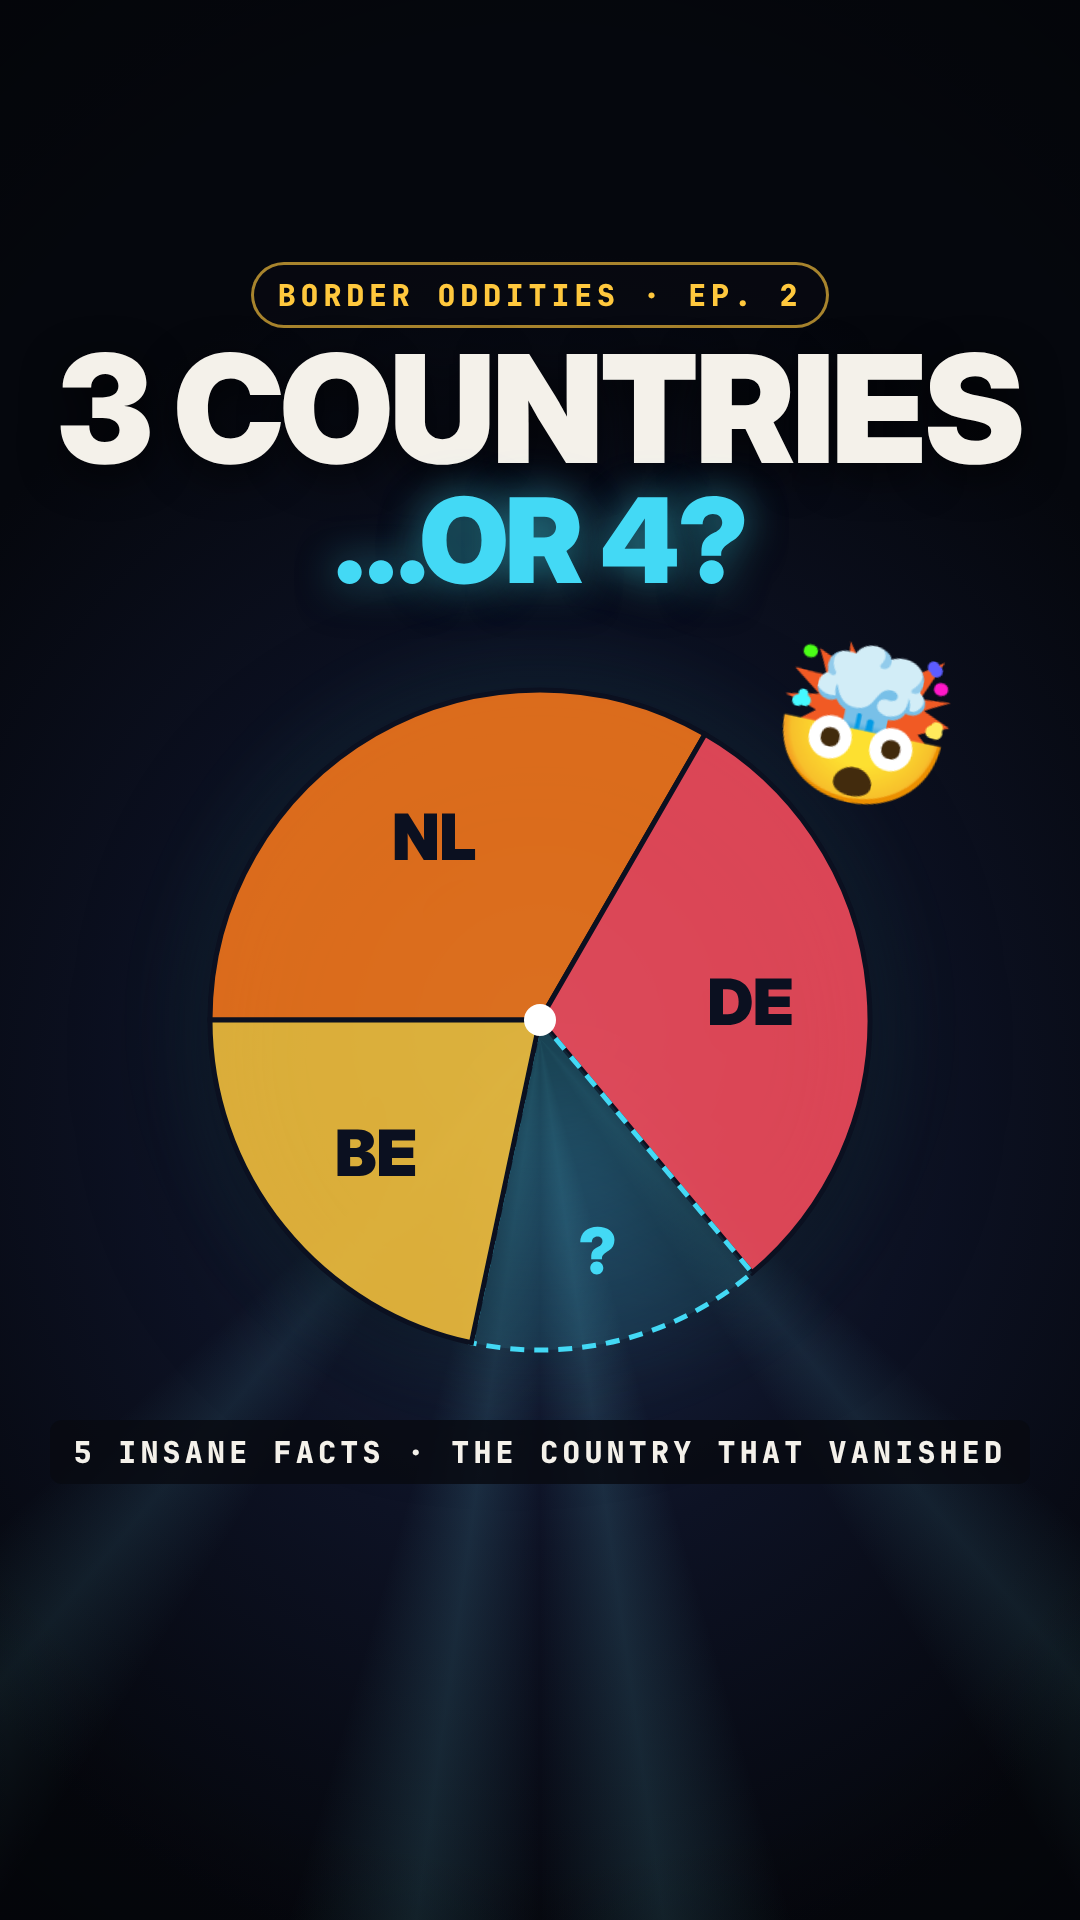 BORDER ODDITIES · EP. 2
3 COUNTRIES
...OR 4?
NL
DE
BE
?
5 INSANE FACTS · THE COUNTRY THAT VANISHED